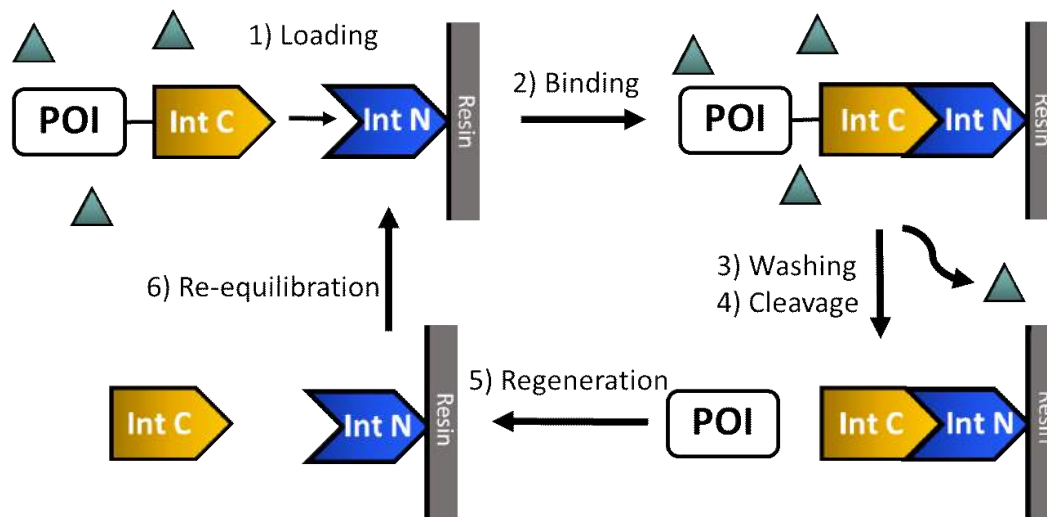 1) Loading
POI
Int C
Int N
Resin
2) Binding
POI
Int C
Int N
Resin
3) Washing
4) Cleavage
6) Re-equilibration
5) Regeneration
Int C
Int N
Resin
POI
Int C
Int N
Resin